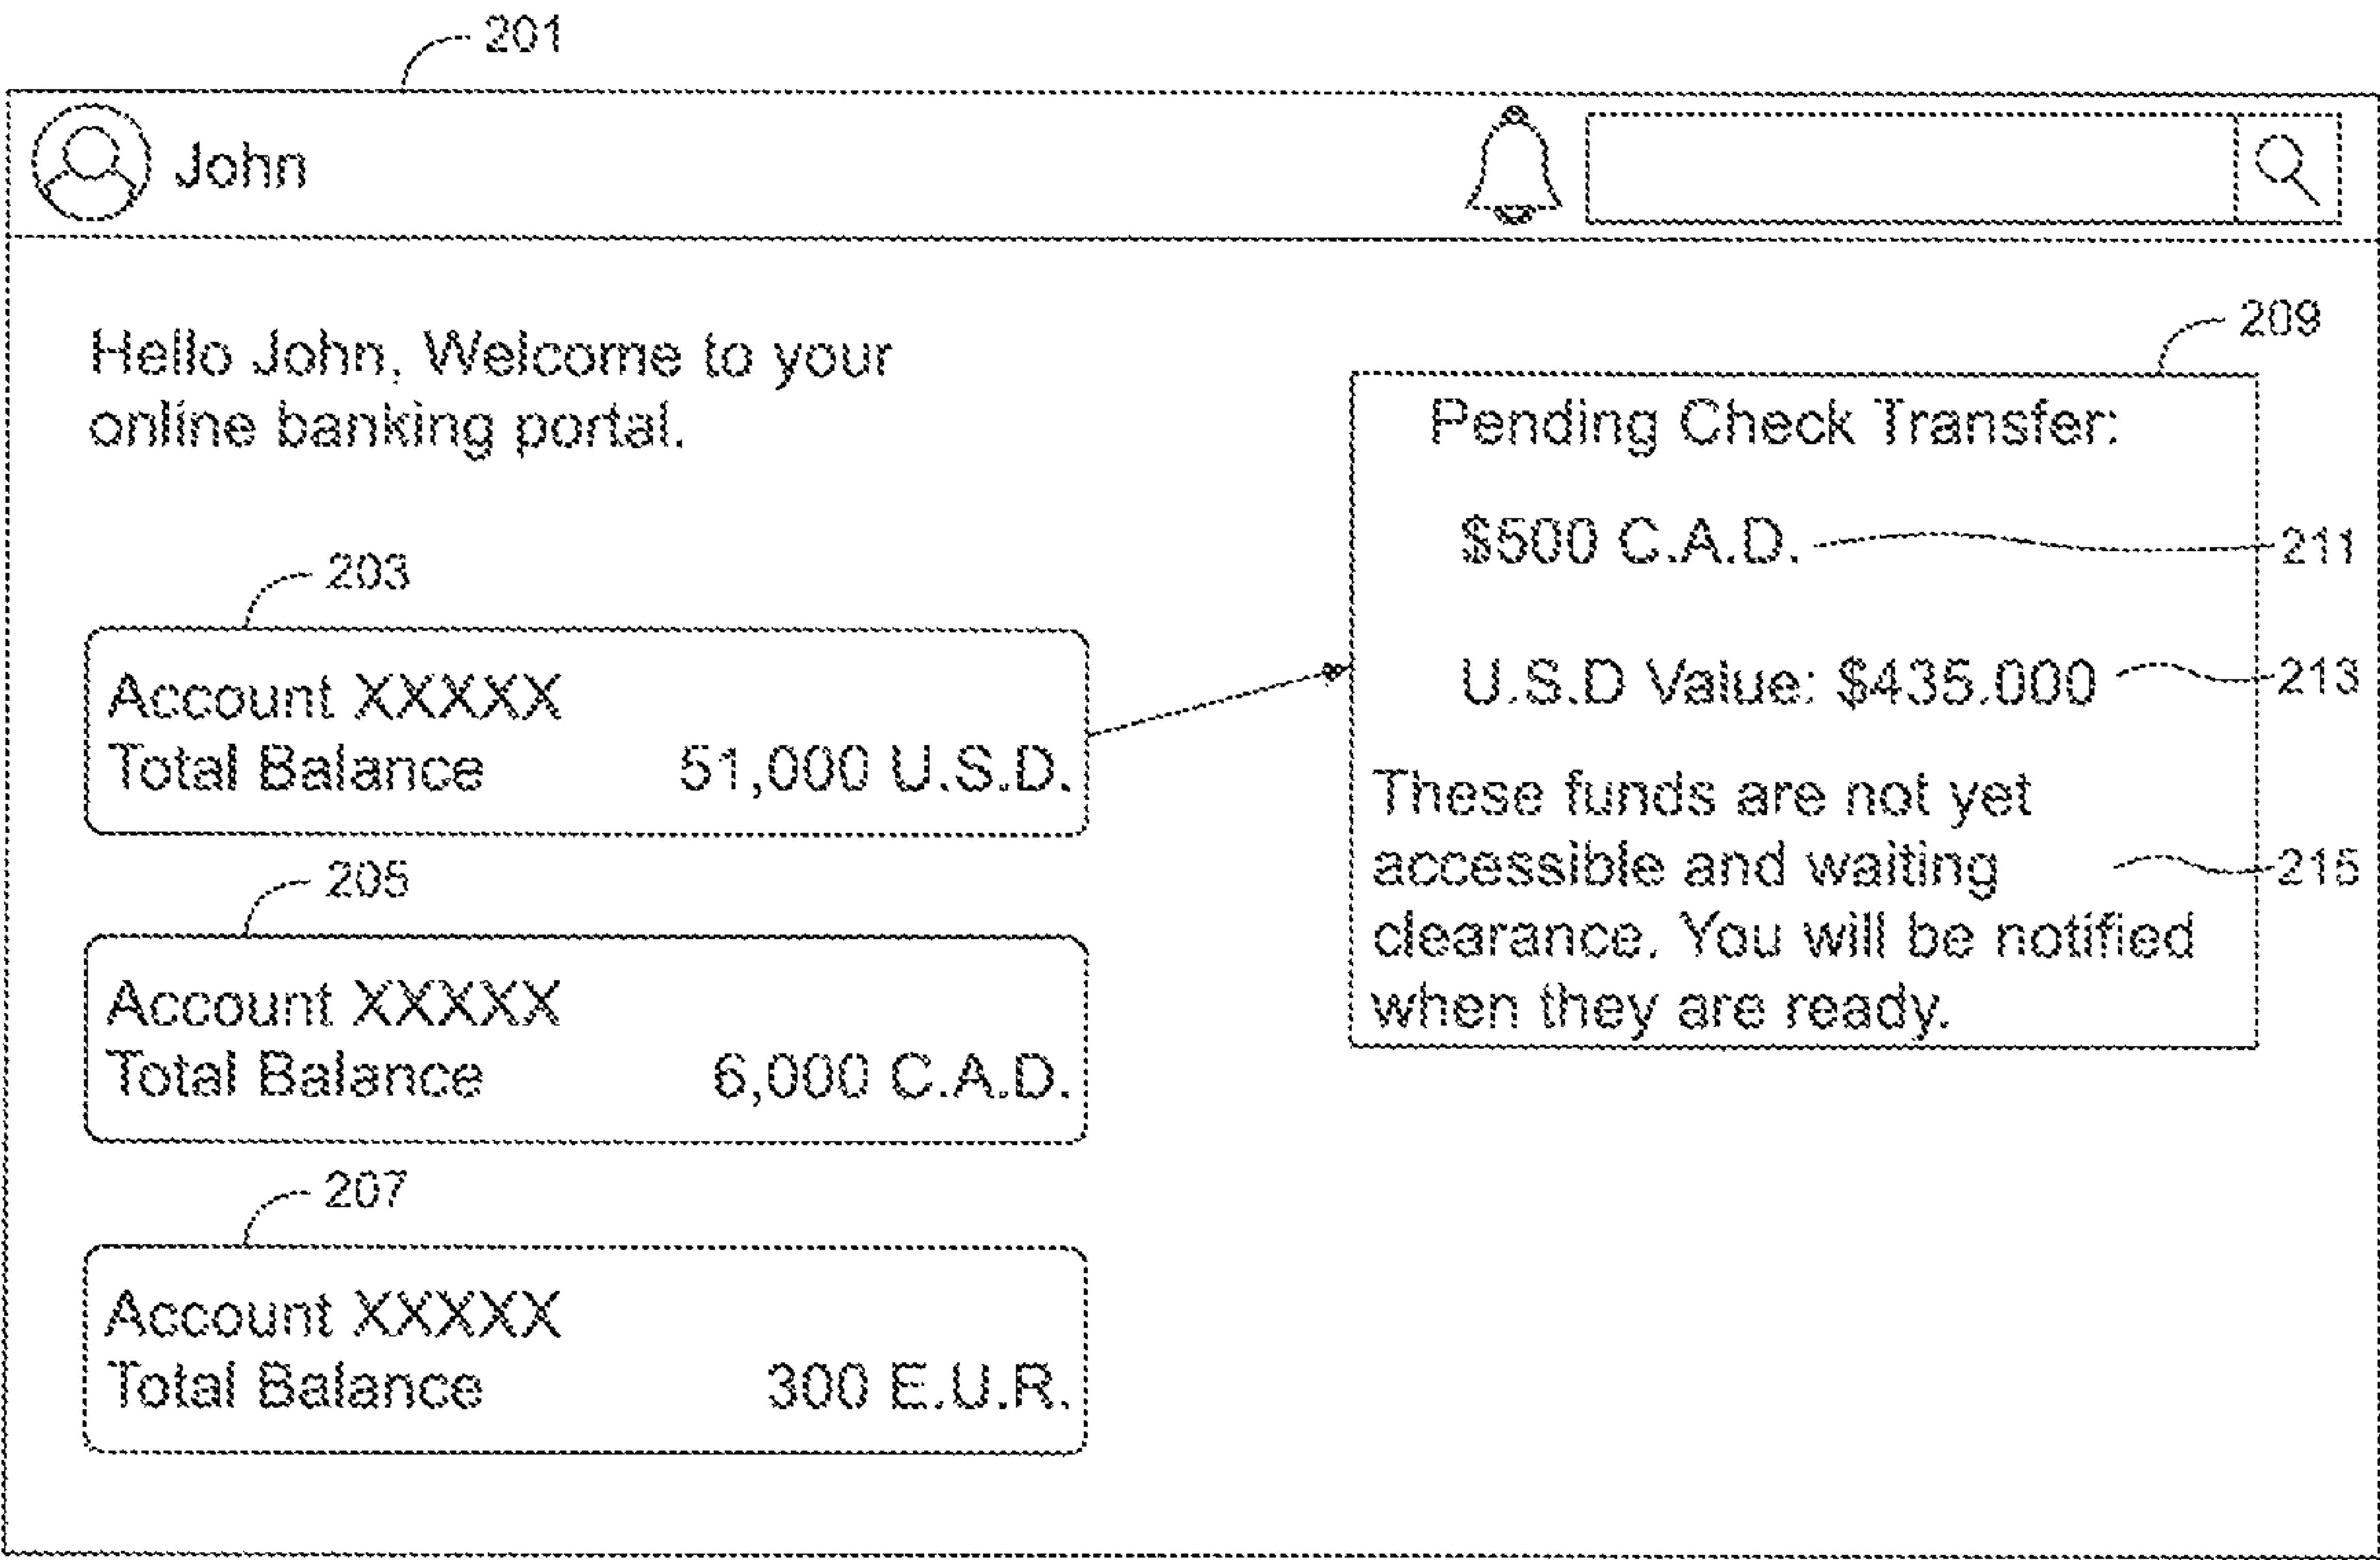 201
John
Hello John, Welcome to your
online banking portal.
203
Account XXXXX
Total Balance 51,000 U.S.D.
205
Account XXXXX
Total Balance 6,000 C.A.D.
207
Account XXXXX
Total Balance 300 E.U.R.
209
Pending Check Transfer:
$500 C.A.D. 211
U.S.D Value: $435.000 213
These funds are not yet
accessible and waiting 215
clearance. You will be notified
when they are ready.